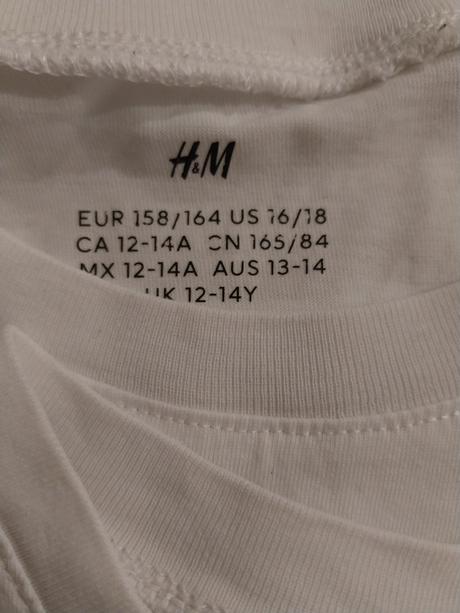 H&M
EUR 158/164 US 16/18
CA 12-14A CN 165/84
MX 12-14A AUS 13-14
UK 12-14Y